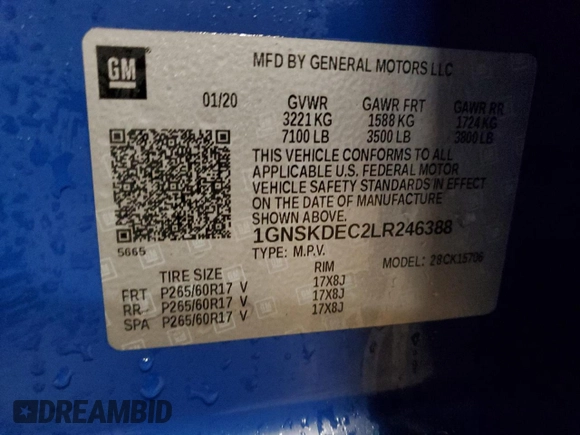 GM
MFD BY GENERAL MOTORS LLC
01/20 GVWR GAWR FRT GAWR RR
3221 KG 1588 KG 1724 KG
7100 LB 3500 LB 3800 LB
THIS VEHICLE CONFORMS TO ALL
APPLICABLE U.S. FEDERAL MOTOR
VEHICLE SAFETY STANDARDS IN EFFECT
ON THE DATE OF MANUFACTURE
SHOWN ABOVE.
1GNSKDEC2LR246388
5665
TYPE: M.P.V. MODEL: 28CK15706
TIRE SIZE RIM
FRT P265/60R17 V 17X8J
RR P265/60R17 V 17X8J
SPA P265/60R17 V 17X8J
DREAMBID